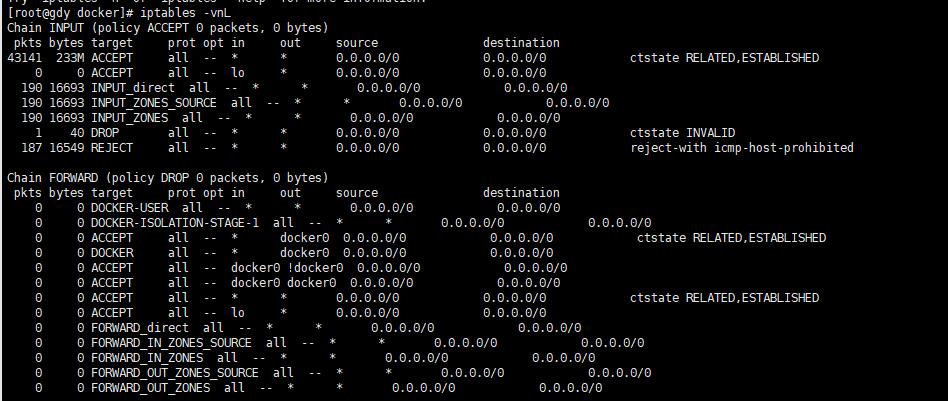 [root@gdy docker]# iptables -vnL
Chain INPUT (policy ACCEPT 0 packets, 0 bytes)
pkts bytes target prot opt in out source destination
43141 233M ACCEPT all -- * * 0.0.0.0/0 0.0.0.0/0 ctstate RELATED,ESTABLISHED
0 0 ACCEPT all -- lo * 0.0.0.0/0 0.0.0.0/0
190 16693 INPUT_direct all -- * * 0.0.0.0/0 0.0.0.0/0
190 16693 INPUT_ZONES_SOURCE all -- * * 0.0.0.0/0 0.0.0.0/0
190 16693 INPUT_ZONES all -- * * 0.0.0.0/0 0.0.0.0/0
1 40 DROP all -- * * 0.0.0.0/0 0.0.0.0/0 ctstate INVALID
187 16549 REJECT all -- * * 0.0.0.0/0 0.0.0.0/0 reject-with icmp-host-prohibited
Chain FORWARD (policy DROP 0 packets, 0 bytes)
pkts bytes target prot opt in out source destination
0 0 DOCKER-USER all -- * * 0.0.0.0/0 0.0.0.0/0
0 0 DOCKER-ISOLATION-STAGE-1 all -- * * 0.0.0.0/0 0.0.0.0/0
0 0 ACCEPT all -- * docker0 0.0.0.0/0 0.0.0.0/0 ctstate RELATED,ESTABLISHED
0 0 DOCKER all -- * docker0 0.0.0.0/0 0.0.0.0/0
0 0 ACCEPT all -- docker0 !docker0 0.0.0.0/0 0.0.0.0/0
0 0 ACCEPT all -- docker0 docker0 0.0.0.0/0 0.0.0.0/0
0 0 ACCEPT all -- * * 0.0.0.0/0 0.0.0.0/0 ctstate RELATED,ESTABLISHED
0 0 ACCEPT all -- lo * 0.0.0.0/0 0.0.0.0/0
0 0 FORWARD_direct all -- * * 0.0.0.0/0 0.0.0.0/0
0 0 FORWARD_IN_ZONES_SOURCE all -- * * 0.0.0.0/0 0.0.0.0/0
0 0 FORWARD_IN_ZONES all -- * * 0.0.0.0/0 0.0.0.0/0
0 0 FORWARD_OUT_ZONES_SOURCE all -- * * 0.0.0.0/0 0.0.0.0/0
0 0 FORWARD_OUT_ZONES all -- * * 0.0.0.0/0 0.0.0.0/0